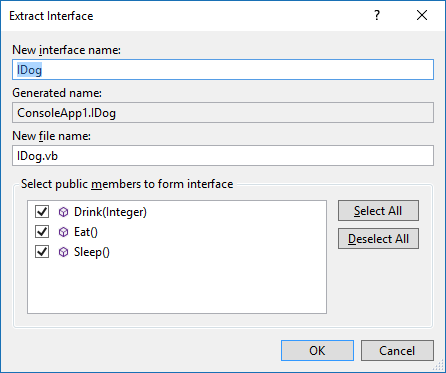 Extract Interface
?
New interface name:
IDog
Generated name:
ConsoleApp1.IDog
New file name:
IDog.vb
Select public members to form interface
Drink(Integer)
Eat()
Sleep()
Select All
Deselect All
OK
Cancel